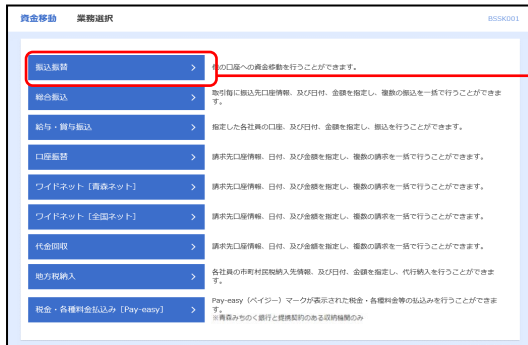 資金移動　業務選択
BSSK001
振込振替
他の口座への資金移動を行うことができます。
総合振込
取引毎に振込先口座情報、及び日付、金額を指定し、複数の振込を一括で行うことができま
す。
給与・賞与振込
指定した各社員の口座、及び日付、金額を指定し、振込を行うことができます。
口座振替
請求先口座情報、日付、及び金額を指定し、複数の請求を一括で行うことができます。
ワイドネット［青森ネット］
請求先口座情報、日付、及び金額を指定し、複数の請求を一括で行うことができます。
ワイドネット［全国ネット］
請求先口座情報、日付、及び金額を指定し、複数の請求を一括で行うことができます。
代金回収
請求先口座情報、日付、及び金額を指定し、複数の請求を一括で行うことができます。
地方税納入
各社員の市町村民税納入先情報、及び日付、金額を指定し、代行納入を行うことができま
す。
税金・各種料金払込み［Pay-easy］
Pay-easy（ペイジー）マークが表示された税金・各種料金等の払込みを行うことができま
す。
※青森みちのく銀行と提携契約のある収納機関のみ